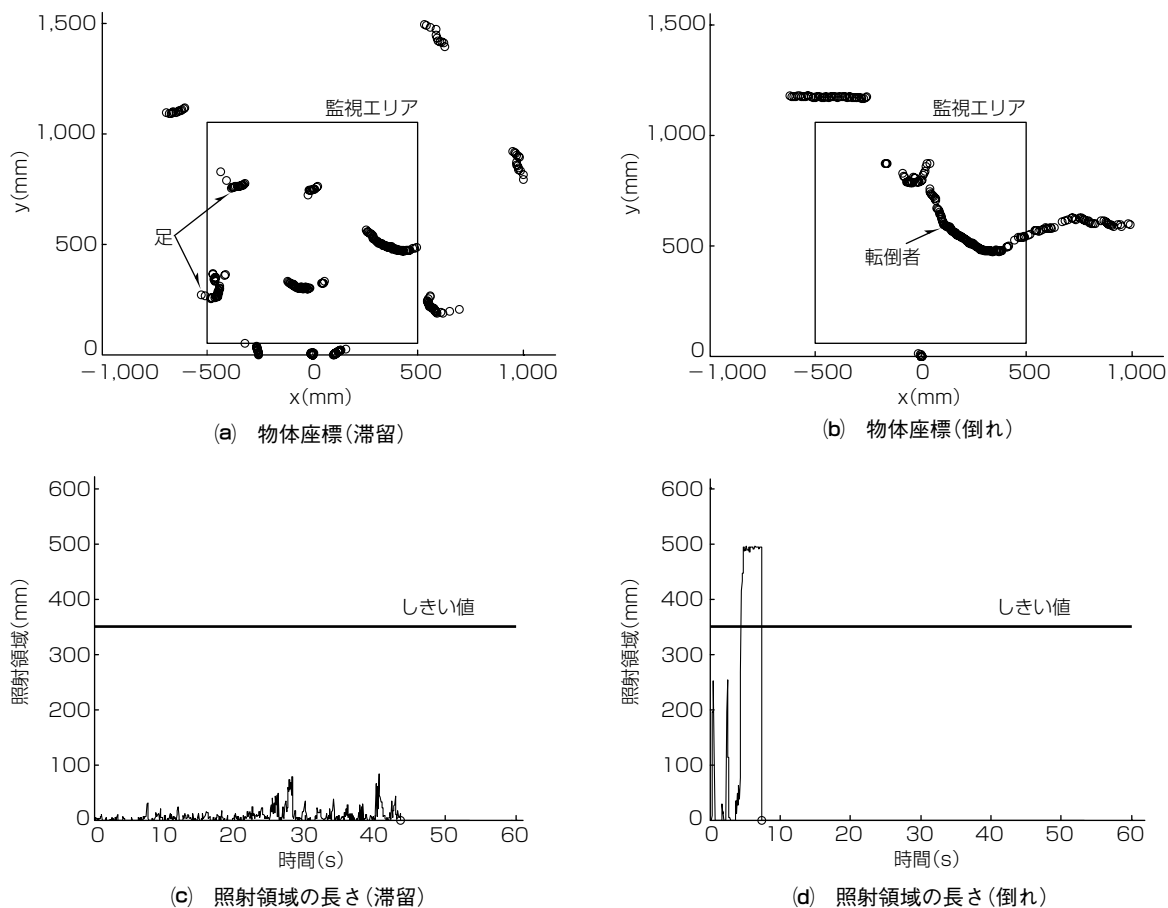 1,500
1,000
500
0
y(mm)
監視エリア
足
−1,000
−500
0
500
1,000
x(mm)
(a) 物体座標(滞留)
1,500
1,000
500
0
y(mm)
監視エリア
転倒者
−1,000
−500
0
500
1,000
x(mm)
(b) 物体座標(倒れ)
600
500
400
300
200
100
0
照射領域(mm)
しきい値
0
10
20
30
40
50
60
時間(s)
(c) 照射領域の長さ(滞留)
600
500
400
300
200
100
0
照射領域(mm)
しきい値
0
10
20
30
40
50
60
時間(s)
(d) 照射領域の長さ(倒れ)